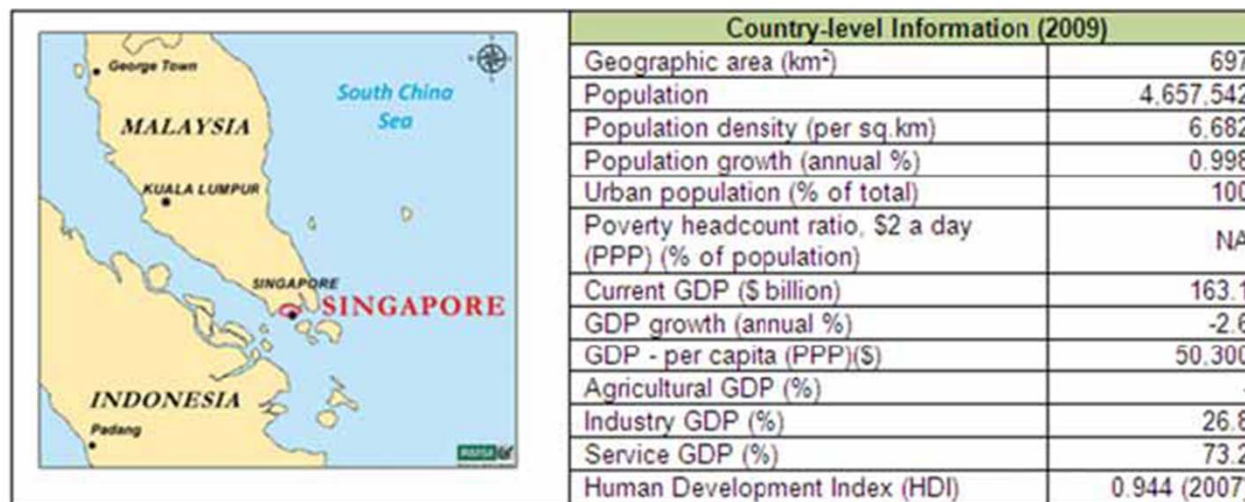 George Town
South China
Sea
MALAYSIA
KUALA LUMPUR
SINGAPORE
SINGAPORE
INDONESIA
Padang
RMSI
Country-level Information (2009)
Geographic area (km²) 697
Population 4,657,542
Population density (per sq.km) 6,682
Population growth (annual %) 0.998
Urban population (% of total) 100
Poverty headcount ratio, $2 a day
(PPP) (% of population) NA
Current GDP ($ billion) 163.1
GDP growth (annual %) -2.6
GDP - per capita (PPP)($) 50,300
Agricultural GDP (%) -
Industry GDP (%) 26.8
Service GDP (%) 73.2
Human Development Index (HDI) 0.944 (2007